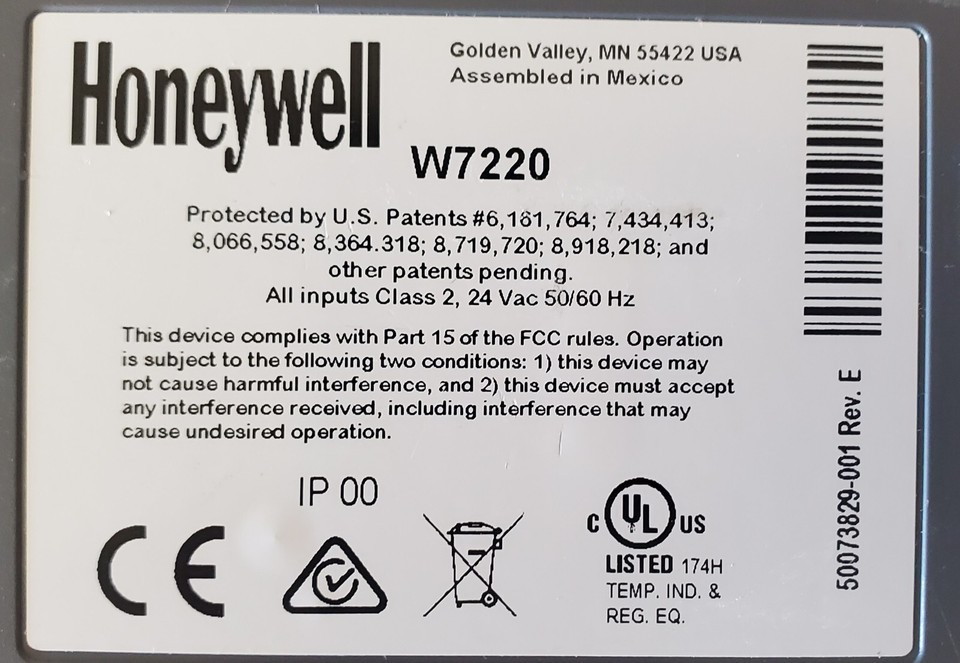 Honeywell
Golden Valley, MN 55422 USA
Assembled in Mexico
W7220
Protected by U.S. Patents #6,161,764; 7,434,413;
8,066,558; 8,364.318; 8,719,720; 8,918,218; and
other patents pending.
All inputs Class 2, 24 Vac 50/60 Hz
This device complies with Part 15 of the FCC rules. Operation
is subject to the following two conditions: 1) this device may
not cause harmful interference, and 2) this device must accept
any interference received, including interference that may
cause undesired operation.
IP 00
CE
C UL US
LISTED 174H
TEMP. IND. &
REG. EQ.
50073829-001 Rev. E